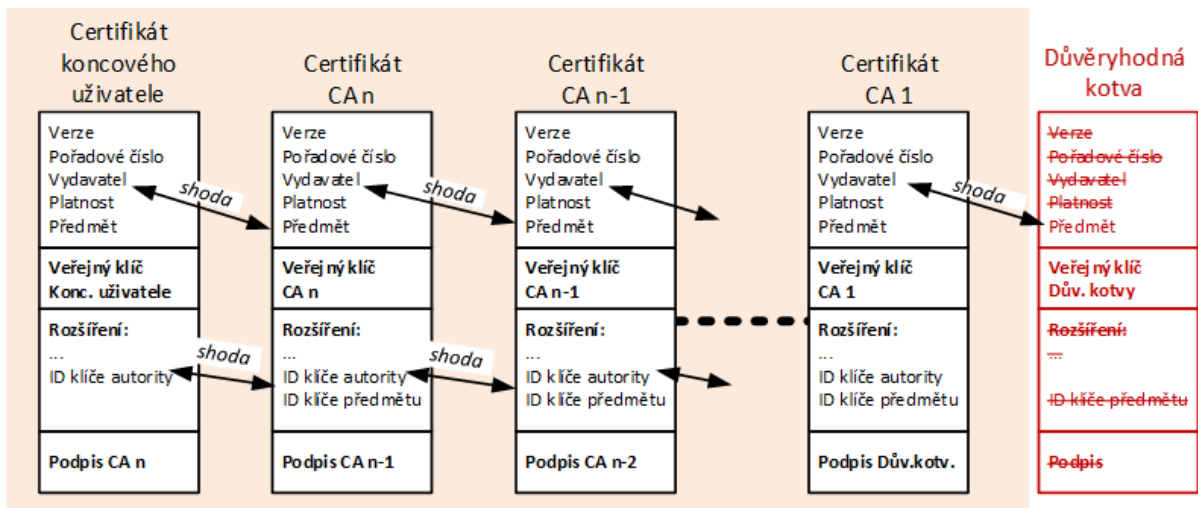 Certifikát
koncového
uživatele
Verze
Pořadové číslo
Vydavatel
Platnost
Předmět
Veřejný klíč
Konc. uživatele
Rozšíření:
...
ID klíče autority
Podpis CA n
shoda
shoda
Certifikát
CA n
Verze
Pořadové číslo
Vydavatel
Platnost
Předmět
Veřejný klíč
CA n
Rozšíření:
...
ID klíče autority
ID klíče předmětu
Podpis CA n-1
shoda
shoda
Certifikát
CA n-1
Verze
Pořadové číslo
Vydavatel
Platnost
Předmět
Veřejný klíč
CA n-1
Rozšíření:
...
ID klíče autority
ID klíče předmětu
Podpis CA n-2
Certifikát
CA 1
Verze
Pořadové číslo
Vydavatel
Platnost
Předmět
Veřejný klíč
CA 1
Rozšíření:
...
ID klíče autority
ID klíče předmětu
Podpis Dův.kotv.
shoda
Důvěryhodná
kotva
Verze
Pořadové číslo
Vydavatel
Platnost
Předmět
Veřejný klíč
Dův. kotvy
Rozšíření:
...
ID klíče předmětu
Podpis